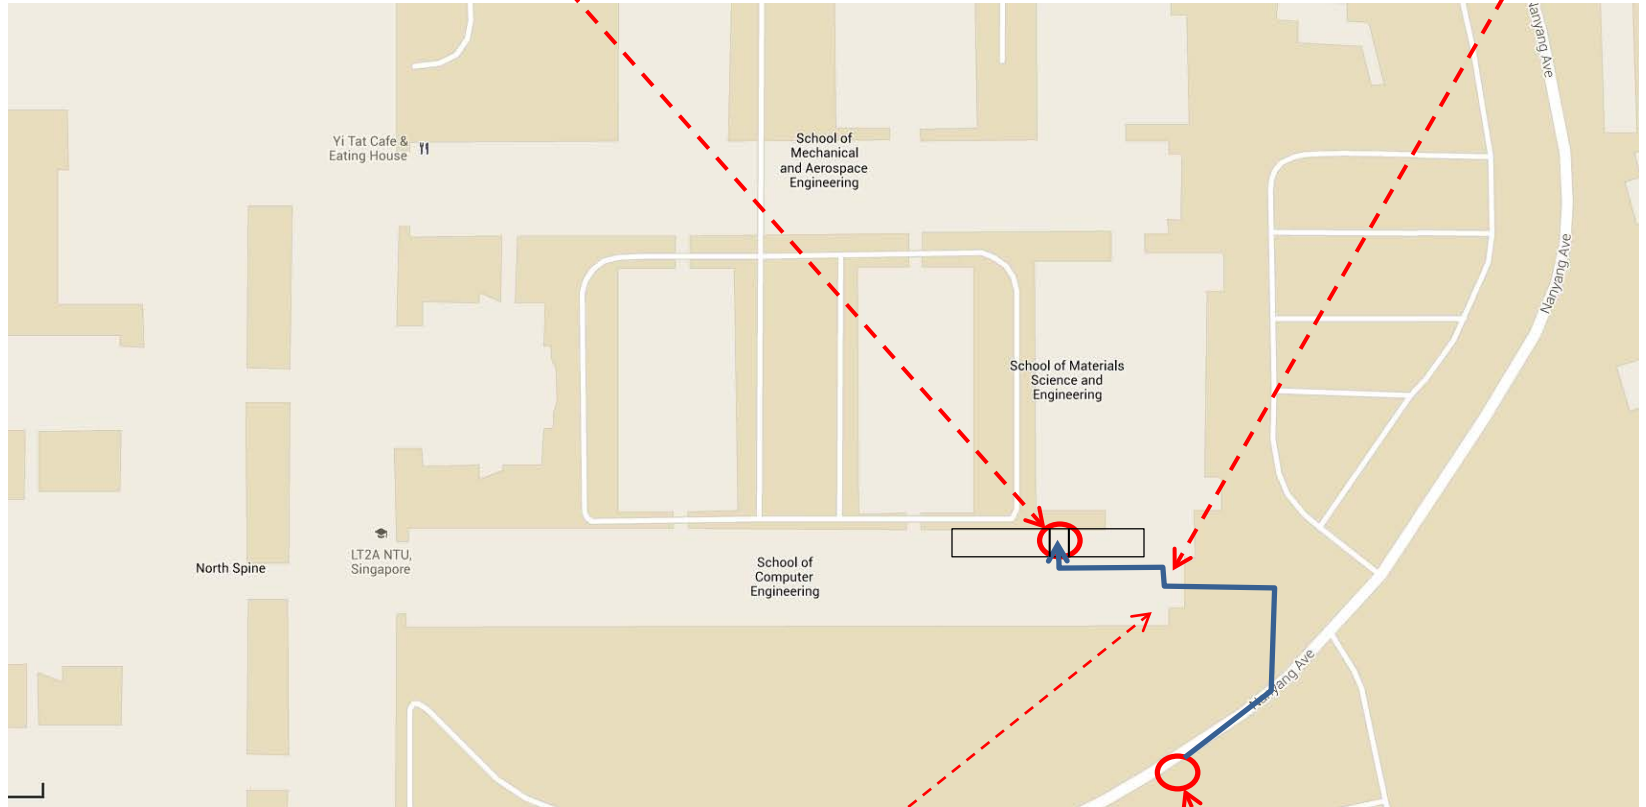 Nanyang Ave
Yi Tat Cafe &
Eating House
School of
Mechanical
and Aerospace
Engineering
Nanyang Ave
School of Materials
Science and
Engineering
LT2A NTU,
Singapore
North Spine
School of
Computer
Engineering
Nanyang Ave